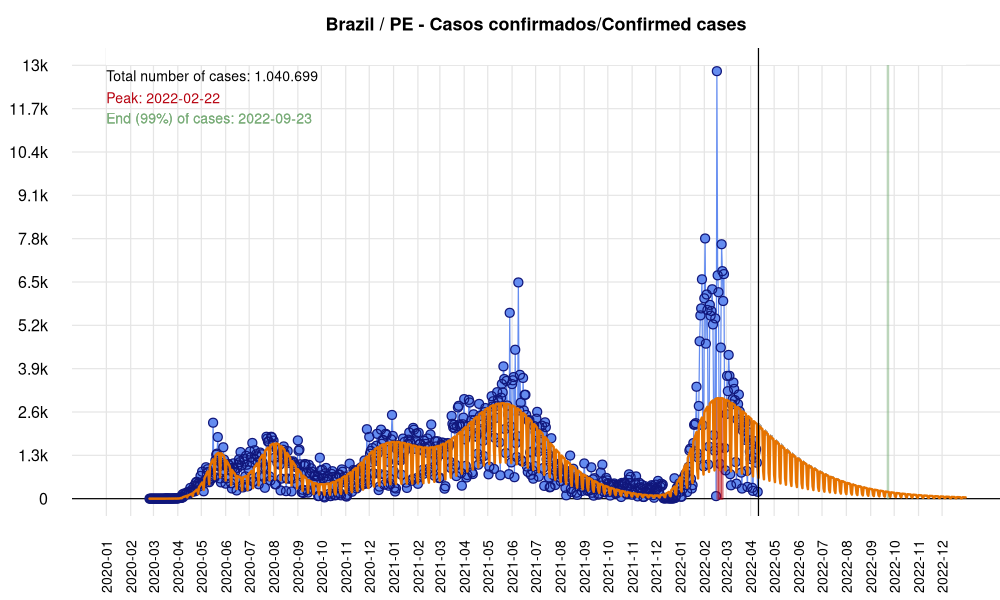 Brazil / PE - Casos confirmados/Confirmed cases
Total number of cases: 1.040.699
Peak: 2022-02-22
End (99%) of cases: 2022-09-23
13k
11.7k
10.4k
9.1k
7.8k
6.5k
5.2k
3.9k
2.6k
1.3k
0
2020-01
2020-02
2020-03
2020-04
2020-05
2020-06
2020-07
2020-08
2020-09
2020-10
2020-11
2020-12
2021-01
2021-02
2021-03
2021-04
2021-05
2021-06
2021-07
2021-08
2021-09
2021-10
2021-11
2021-12
2022-01
2022-02
2022-03
2022-04
2022-05
2022-06
2022-07
2022-08
2022-09
2022-10
2022-11
2022-12